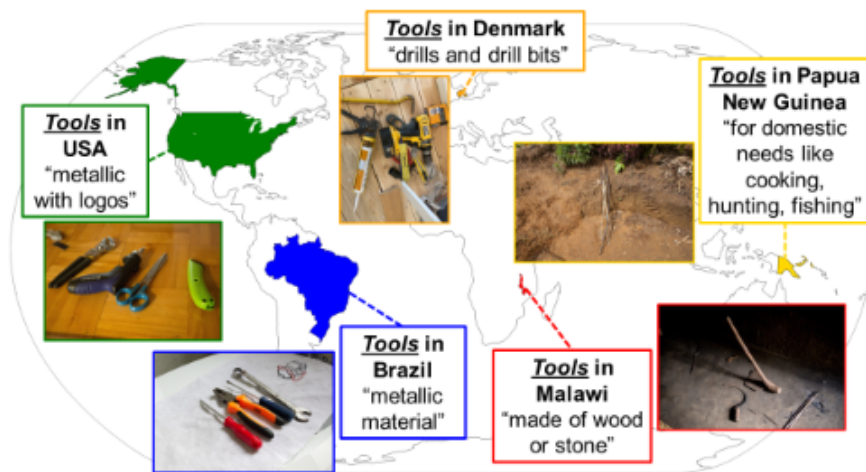 Tools in Denmark
“drills and drill bits”
Tools in Papua
New Guinea
“for domestic
needs like
cooking,
hunting, fishing”
Tools in
USA
“metallic
with logos”
Tools in
Brazil
“metallic
material”
Tools in
Malawi
“made of wood
or stone”